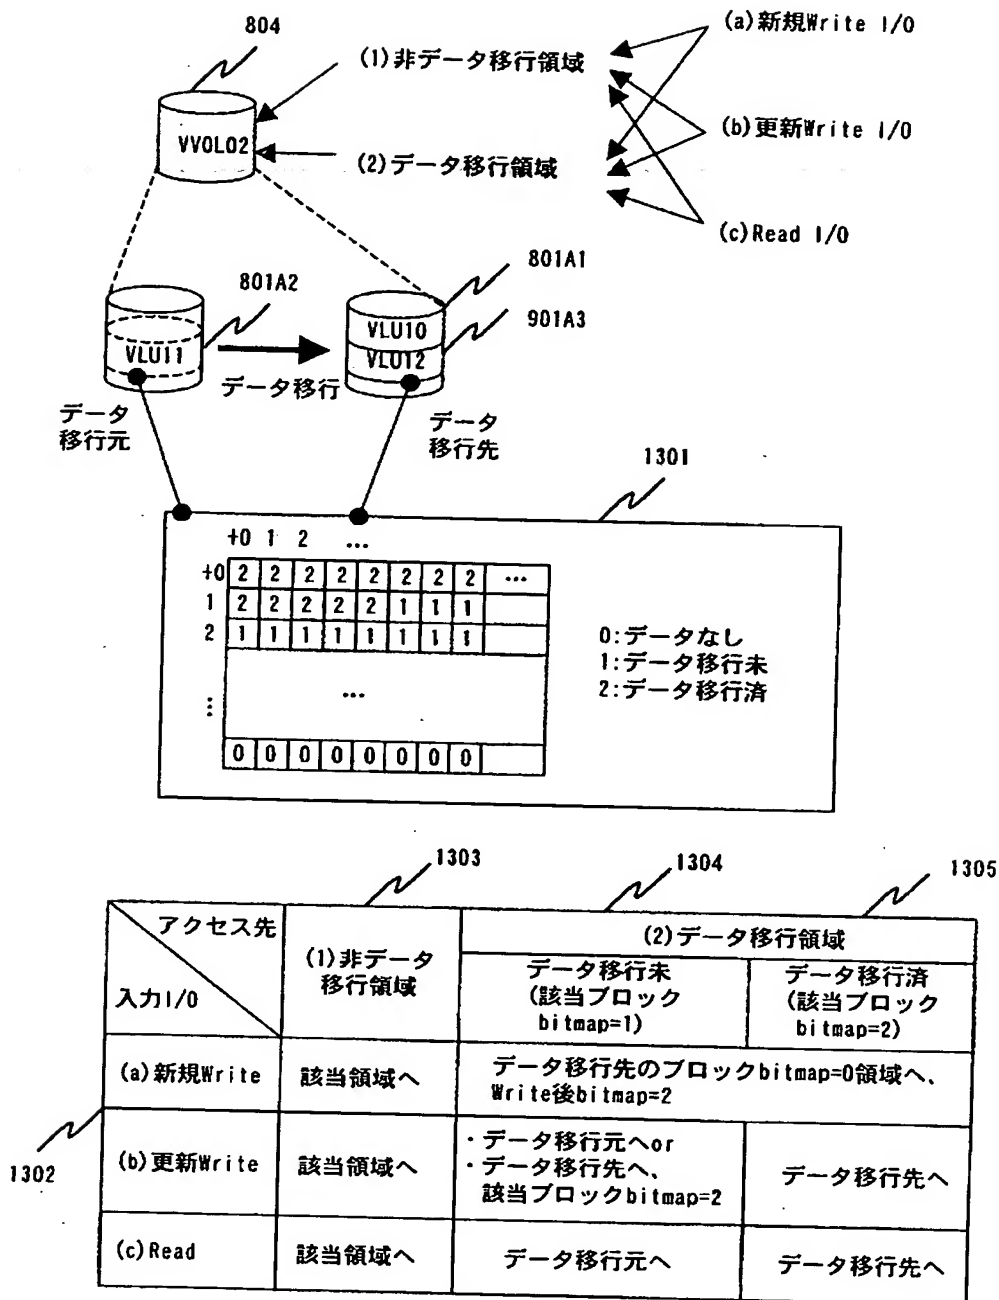 804
(a)新規Write I/O
(1)非データ移行領域
VVOL02
(b)更新Write I/O
(2)データ移行領域
(c)Read I/O
801A1
801A2
901A3
VLU10
VLU11
VLU12
データ移行
データ
移行元
データ
移行先
1301
+0 1 2 ...
+0 2 2 2 2 2 2 2 2 ...
1 2 2 2 2 2 1 1 1
2 1 1 1 1 1 1 1 1
...
...
0 0 0 0 0 0 0 0
0:データなし
1:データ移行未
2:データ移行済
1303
1304
1305
アクセス先
入力I/O
(1)非データ
移行領域
(2)データ移行領域
データ移行未
(該当ブロック
bitmap=1)
データ移行済
(該当ブロック
bitmap=2)
(a)新規Write
該当領域へ
データ移行先のブロックbitmap=0領域へ、
Write後bitmap=2
1302
(b)更新Write
該当領域へ
・データ移行元へor
・データ移行先へ、
該当ブロックbitmap=2
データ移行先へ
(c)Read
該当領域へ
データ移行元へ
データ移行先へ